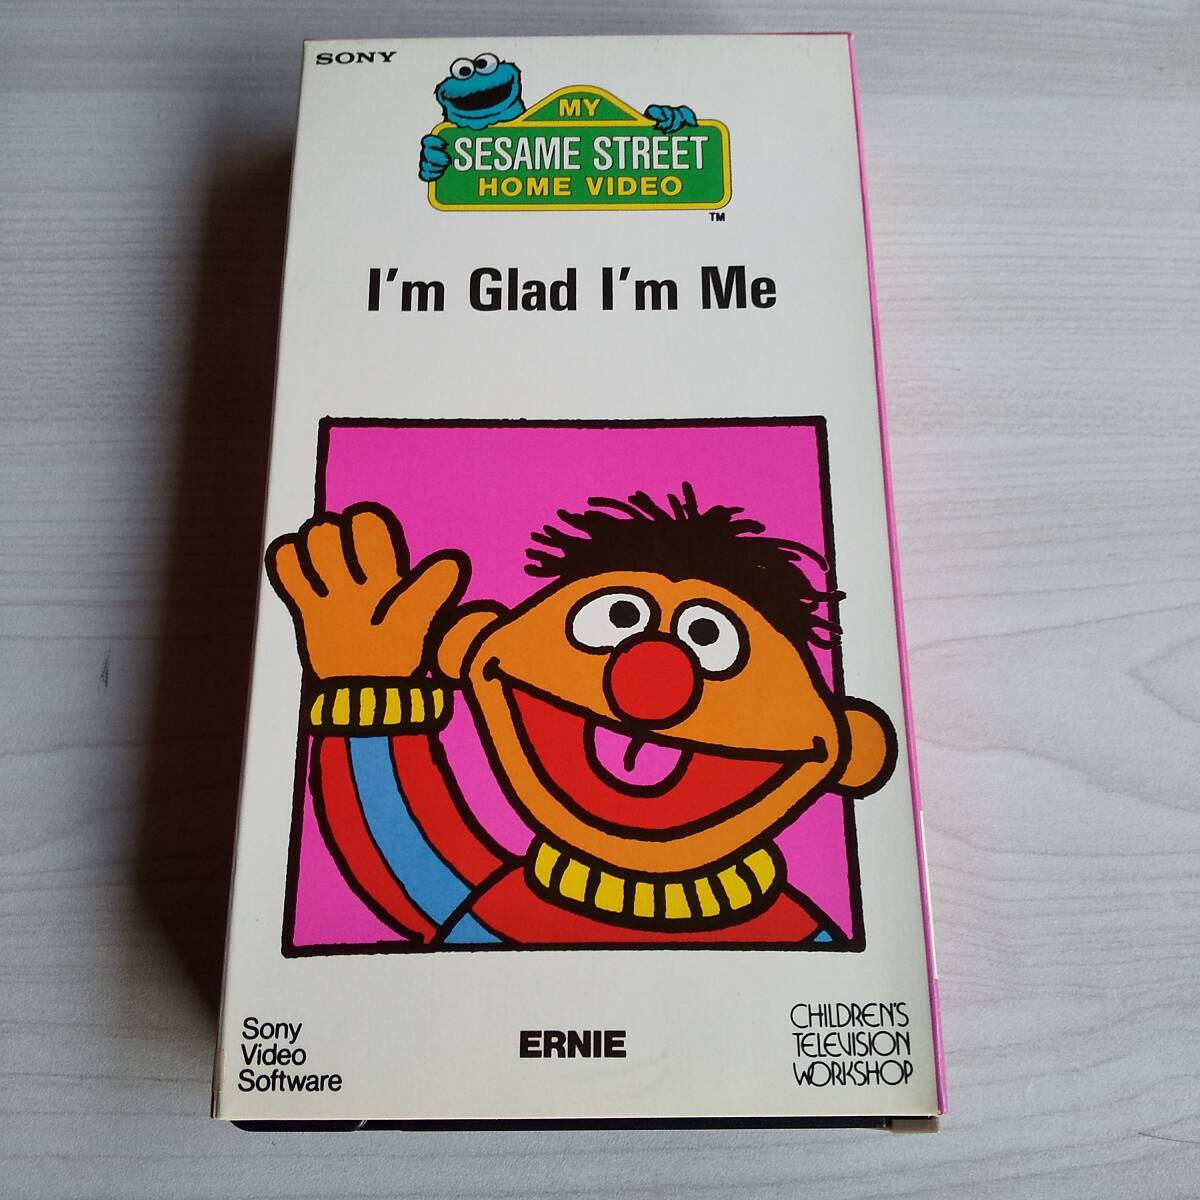 SONY
MY
SESAME STREET
HOME VIDEO
TM
I'm Glad I'm Me
Sony
Video
Software
ERNIE
CHILDREN'S
TELEVISION
WORKSHOP